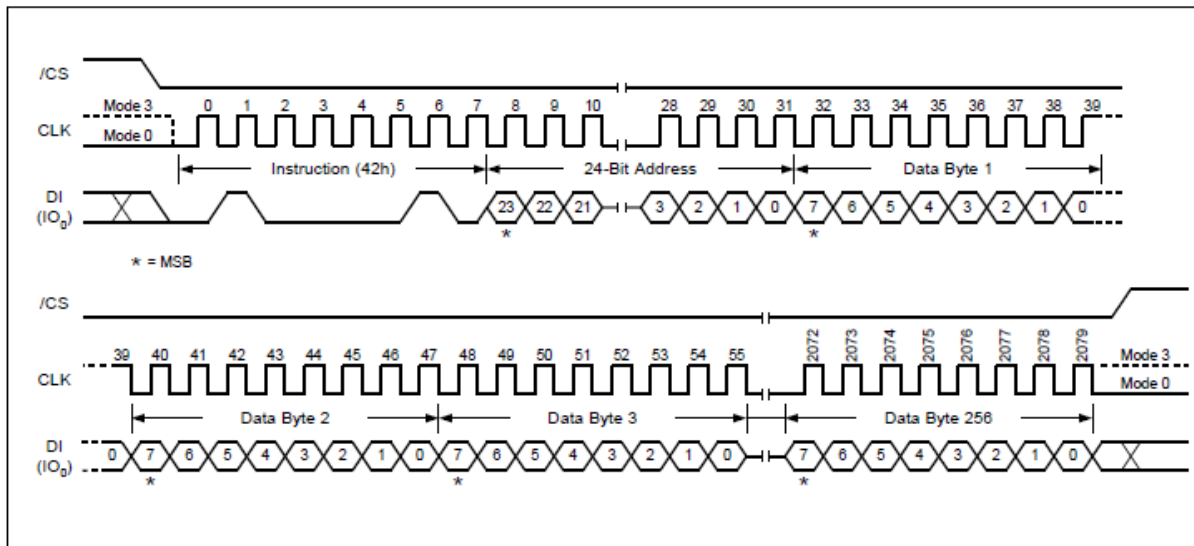 /CS
Mode 3
0 1 2 3 4 5 6 7 8 9 10 28 29 30 31 32 33 34 35 36 37 38 39
CLK
Mode 0
Instruction (42h) 24-Bit Address Data Byte 1
DI
(IO0)
23 22 21 3 2 1 0 7 6 5 4 3 2 1 0
* *
* = MSB
/CS
39 40 41 42 43 44 45 46 47 48 49 50 51 52 53 54 55 2072 2073 2074 2075 2076 2077 2078 2079
Mode 3
CLK
Mode 0
Data Byte 2 Data Byte 3 Data Byte 256
DI
(IO0)
0 7 6 5 4 3 2 1 0 7 6 5 4 3 2 1 0 7 6 5 4 3 2 1 0
* * *